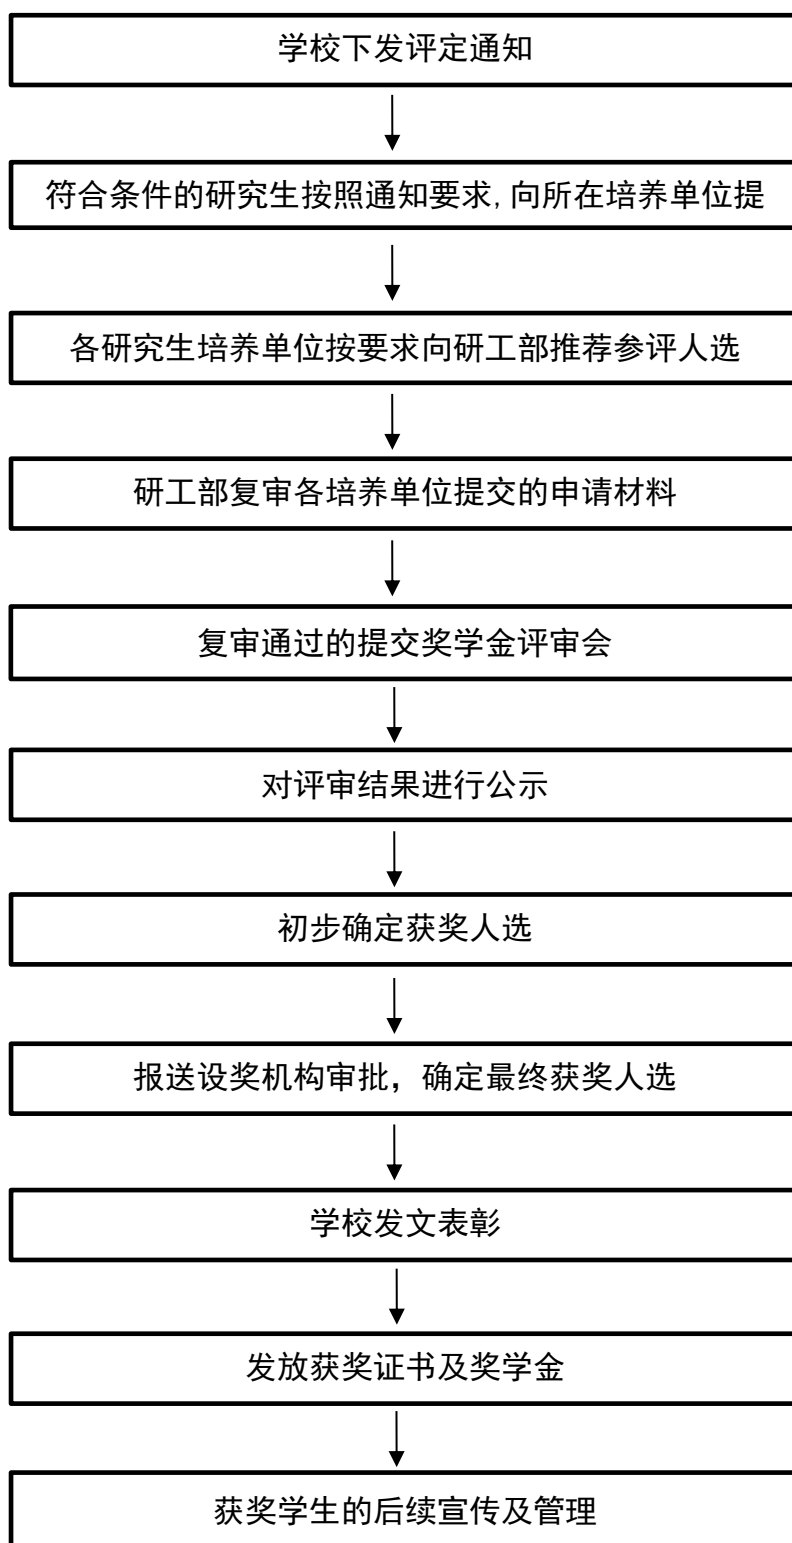 学校下发评定通知
符合条件的研究生按照通知要求,向所在培养单位提
各研究生培养单位按要求向研工部推荐参评人选
研工部复审各培养单位提交的申请材料
复审通过的提交奖学金评审会
对评审结果进行公示
初步确定获奖人选
报送设奖机构审批，确定最终获奖人选
学校发文表彰
发放获奖证书及奖学金
获奖学生的后续宣传及管理